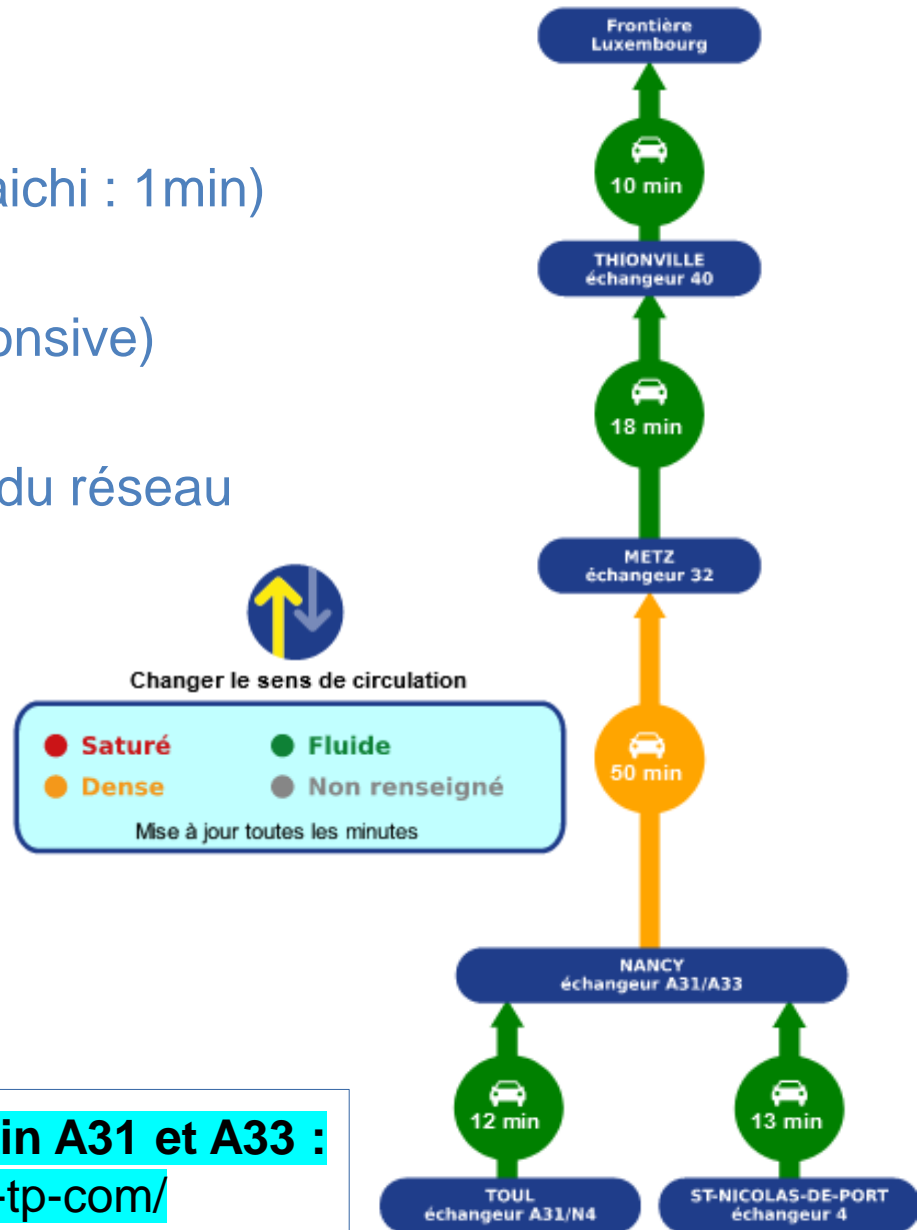 aichi : 1min)
onsive)
du réseau
Frontière
Luxembourg
10 min
THIONVILLE
échangeur 40
18 min
METZ
échangeur 32
Changer le sens de circulation
Saturé
Fluide
Dense
Non renseigné
Mise à jour toutes les minutes
50 min
NANCY
échangeur A31/A33
12 min
13 min
TOUL
échangeur A31/N4
ST-NICOLAS-DE-PORT
échangeur 4
in A31 et A33 :
-tp-com/